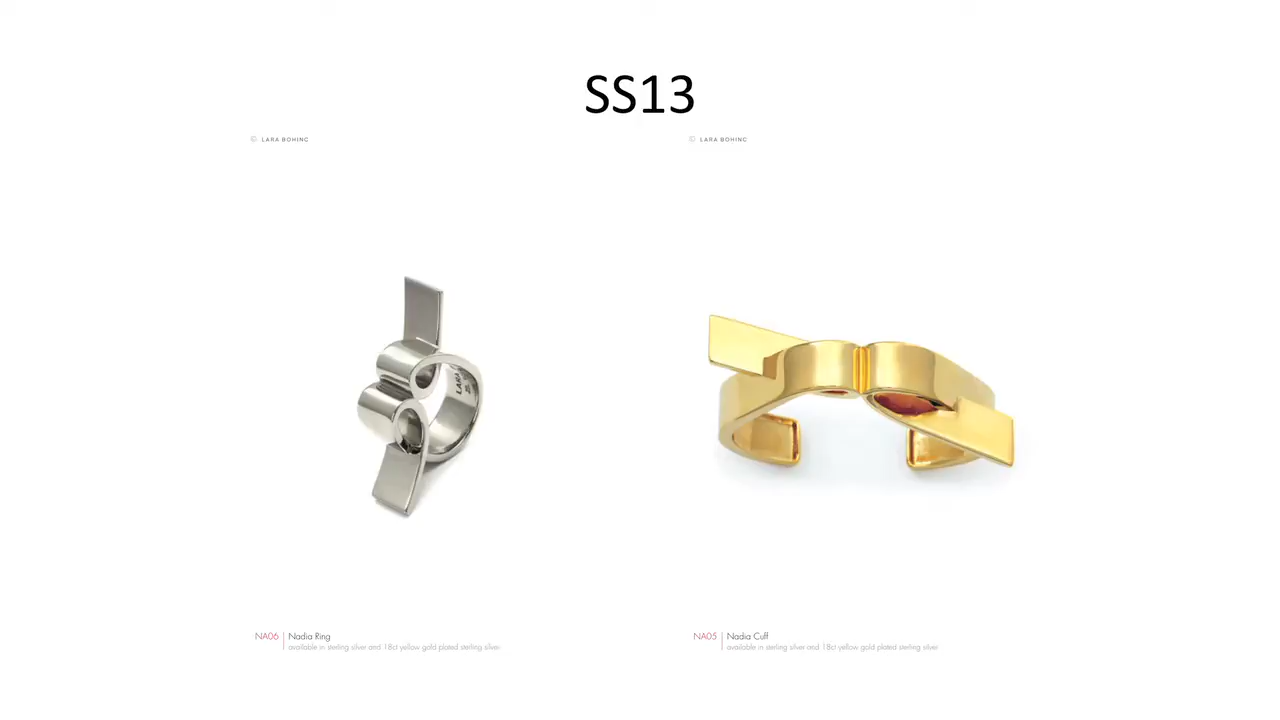 SS13
© LARA BOHINC
© LARA BOHINC
LARA
NA06 | Nadia Ring
available in sterling silver and 18ct yellow gold plated sterling silver
NA05 | Nadia Cuff
available in sterling silver and 18ct yellow gold plated sterling silver